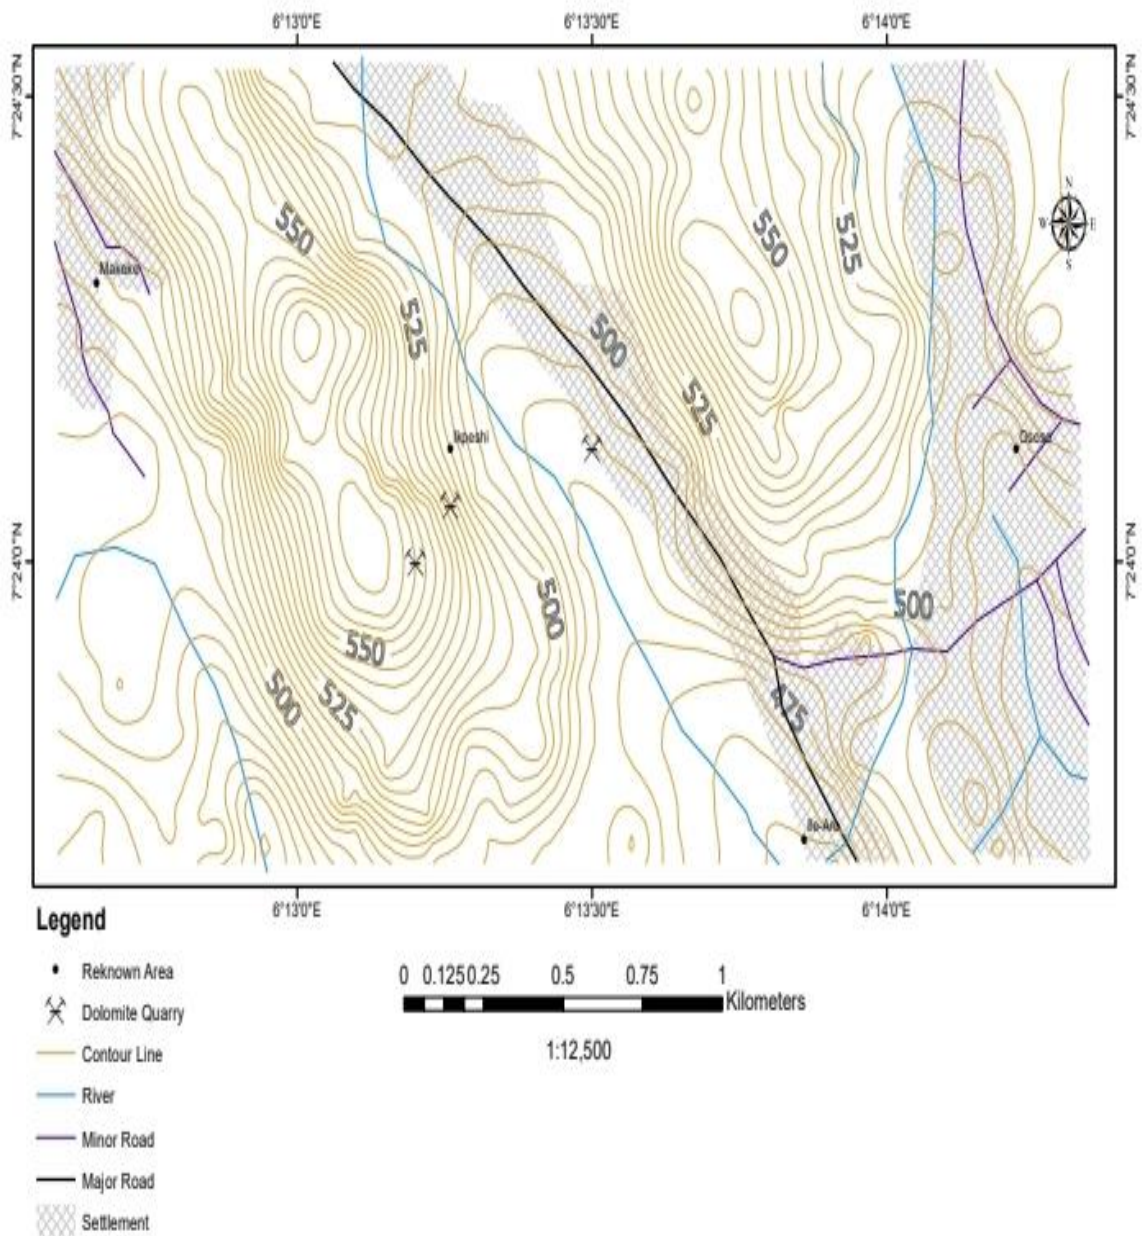 6°13'0"E 6°13'30"E 6°14'0"E
7°24'30"N 7°24'30"N
N
W E
S
550 550 525
Makeke
525 500
525
Ikpeshi Ososo
7°24'0"N 7°24'0"N
500 500
550
500 525 475
6°13'0"E 6°13'30"E 6°14'0"E
Legend
Reknown Area
Dolomite Quarry
Contour Line
River
Minor Road
Major Road
Settlement
0 0.125 0.25 0.5 0.75 1
Kilometers
1:12,500